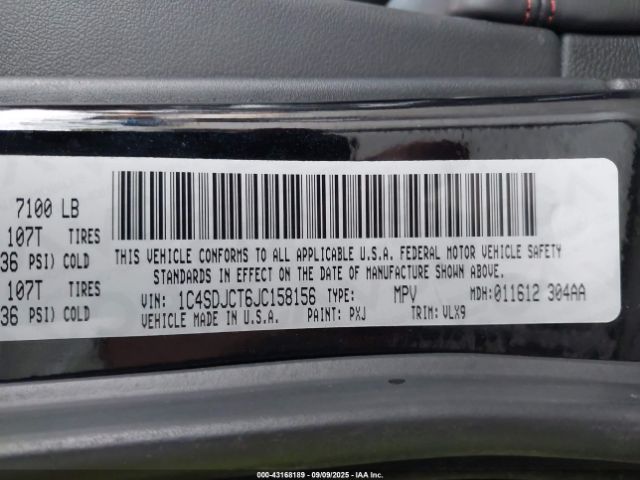 7100 LB
107T TIRES
36 PSI) COLD
107T TIRES
36 PSI) COLD
THIS VEHICLE CONFORMS TO ALL APPLICABLE U.S.A. FEDERAL MOTOR VEHICLE SAFETY
STANDARDS IN EFFECT ON THE DATE OF MANUFACTURE SHOWN ABOVE.
VIN: 1C4SDJCT6JC158156 TYPE: MPV MDH:011612 304AA
VEHICLE MADE IN U.S.A. PAINT: PXJ TRIM: VLX9
©00-43168189 - 09/09/2025 - IAA Inc.